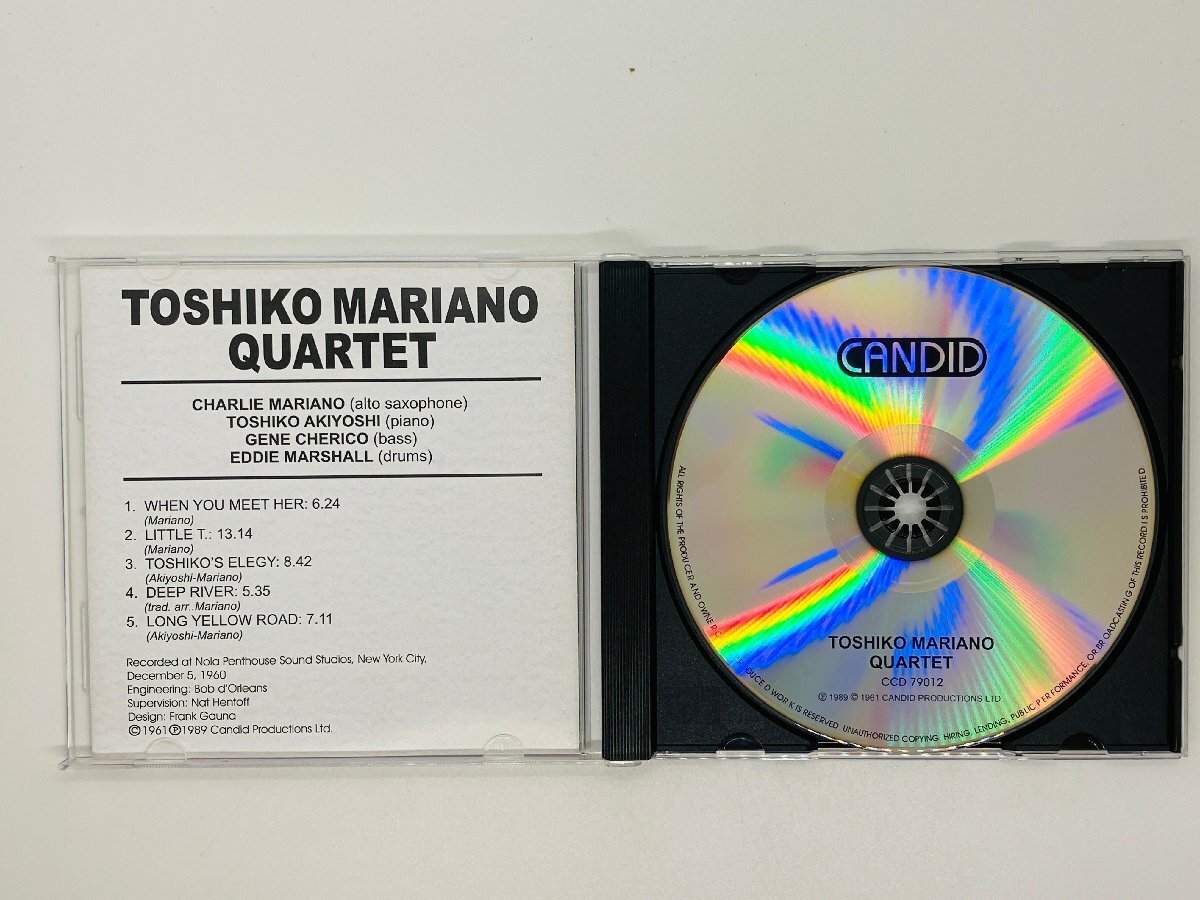 TOSHIKO MARIANO
QUARTET
CHARLIE MARIANO (alto saxophone)
TOSHIKO AKIYOSHI (piano)
GENE CHERICO (bass)
EDDIE MARSHALL (drums)
1. WHEN YOU MEET HER: 6.24
(Mariano)
2. LITTLE T.: 13.14
(Mariano)
3. TOSHIKO'S ELEGY: 8.42
(Akiyoshi-Mariano)
4. DEEP RIVER: 5.35
(trad. arr. Mariano)
5. LONG YELLOW ROAD: 7.11
(Akiyoshi-Mariano)
Recorded at Nola Penthouse Sound Studios, New York City,
December 5, 1960
Engineering: Bob d'Orleans
Supervision: Nat Hentoff
Design: Frank Gauna
©1961 ℗1989 Candid Productions Ltd.
CANDID
TOSHIKO MARIANO
QUARTET
CCD 79012
℗ 1989 © 1961 CANDID PRODUCTIONS LTD
ALL RIGHTS OF THE PRODUCER AND OWNER WORK IS RESERVED. UNAUTHORIZED COPYING, HIRING, LENDING, PUBLIC PERFORMANCE, OR BROADCASTING OF THIS RECORD IS PROHIBITED